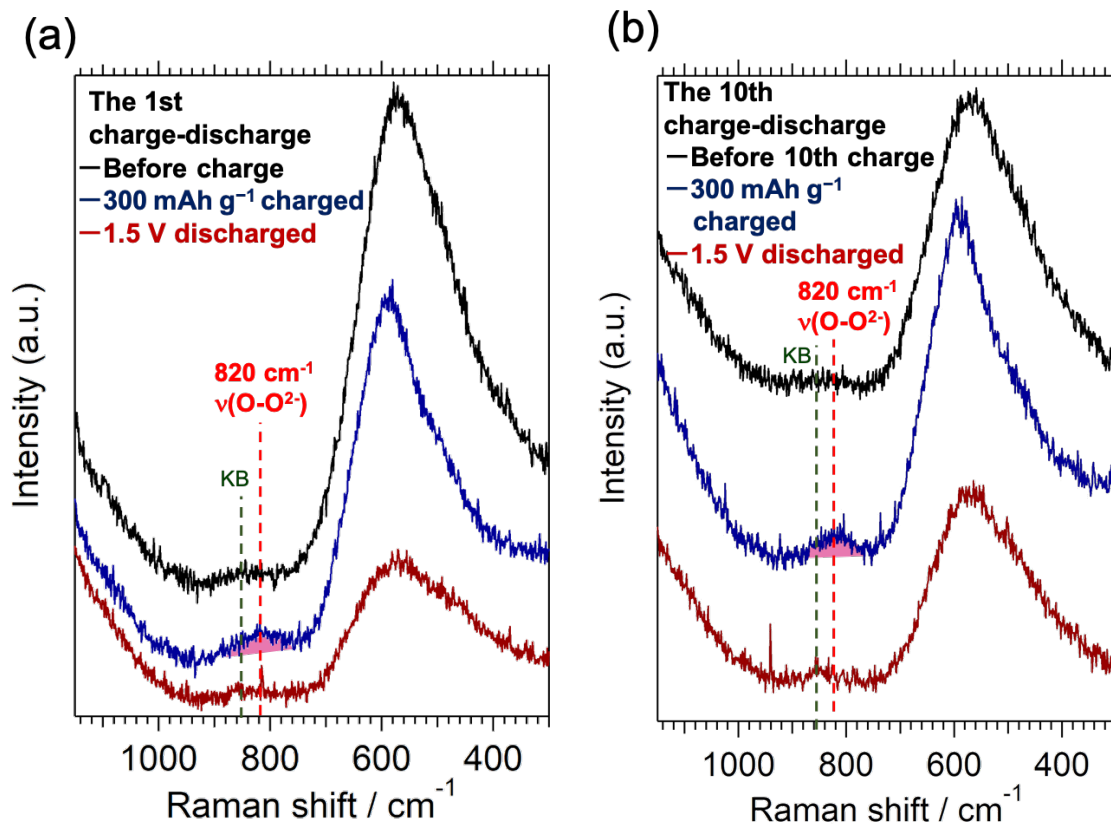 (a)
The 1st
charge-discharge
Before charge
300 mAh g⁻¹ charged
1.5 V discharged
820 cm⁻¹
ν(O-O²⁻)
KB
Intensity (a.u.)
1000 800 600 400
Raman shift / cm⁻¹
(b)
The 10th
charge-discharge
Before 10th charge
300 mAh g⁻¹
charged
1.5 V discharged
820 cm⁻¹
ν(O-O²⁻)
KB
Intensity (a.u.)
1000 800 600 400
Raman shift / cm⁻¹